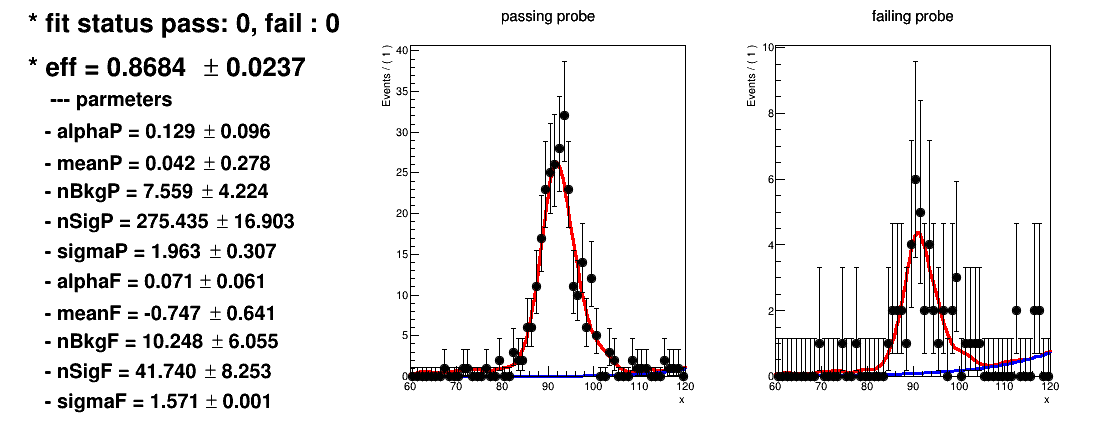 * fit status pass: 0, fail : 0
* eff = 0.8684 ± 0.0237
--- parmeters
- alphaP = 0.129 ± 0.096
- meanP = 0.042 ± 0.278
- nBkgP = 7.559 ± 4.224
- nSigP = 275.435 ± 16.903
- sigmaP = 1.963 ± 0.307
- alphaF = 0.071 ± 0.061
- meanF = -0.747 ± 0.641
- nBkgF = 10.248 ± 6.055
- nSigF = 41.740 ± 8.253
- sigmaF = 1.571 ± 0.001
passing probe
Events / ( 1 )
40
35
30
25
20
15
10
5
0
60 70 80 90 100 110 120
x
failing probe
Events / ( 1 )
10
8
6
4
2
0
60 70 80 90 100 110 120
x